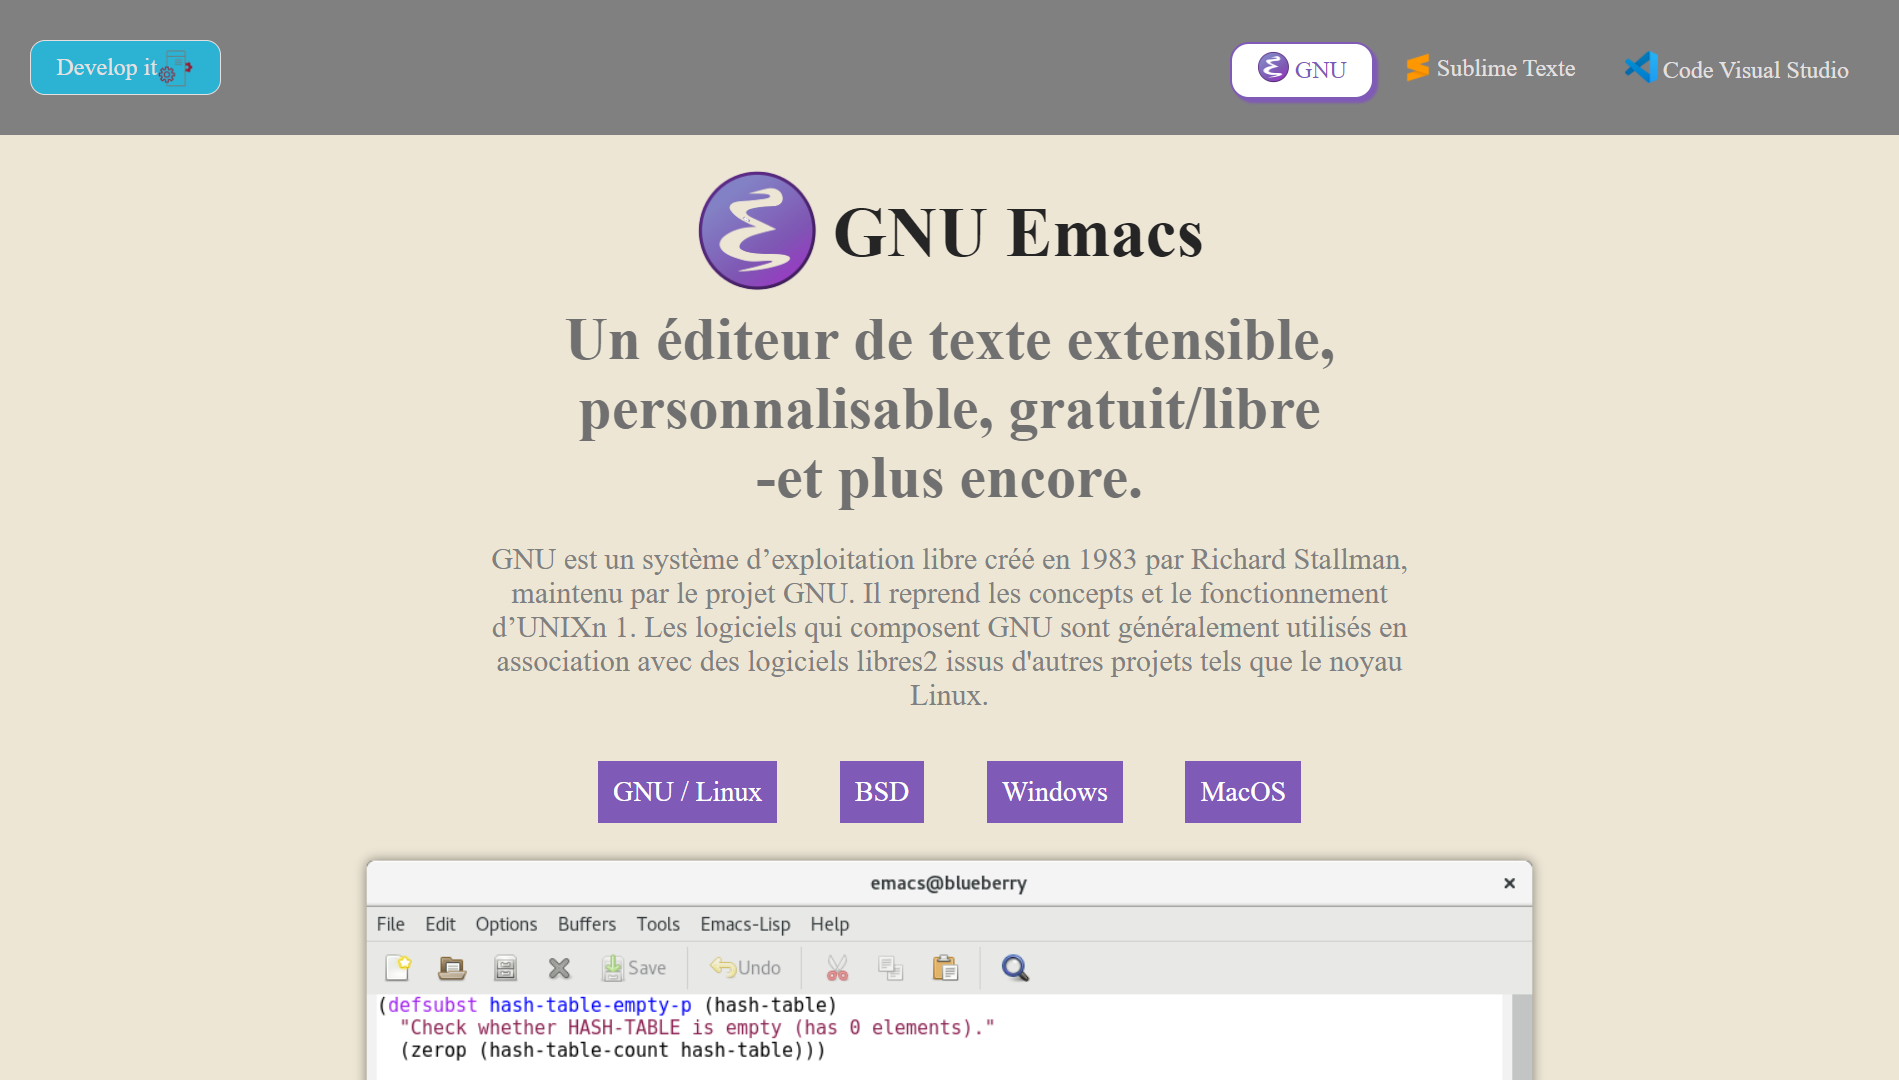 Develop it
GNU
Sublime Texte
Code Visual Studio
GNU Emacs
Un éditeur de texte extensible,
personnalisable, gratuit/libre
-et plus encore.
GNU est un système d’exploitation libre créé en 1983 par Richard Stallman,
maintenu par le projet GNU. Il reprend les concepts et le fonctionnement
d’UNIXn 1. Les logiciels qui composent GNU sont généralement utilisés en
association avec des logiciels libres2 issus d'autres projets tels que le noyau
Linux.
GNU / Linux
BSD
Windows
MacOS
emacs@blueberry
File Edit Options Buffers Tools Emacs-Lisp Help
Save Undo
(defsubst hash-table-empty-p (hash-table)
"Check whether HASH-TABLE is empty (has 0 elements)."
(zerop (hash-table-count hash-table)))